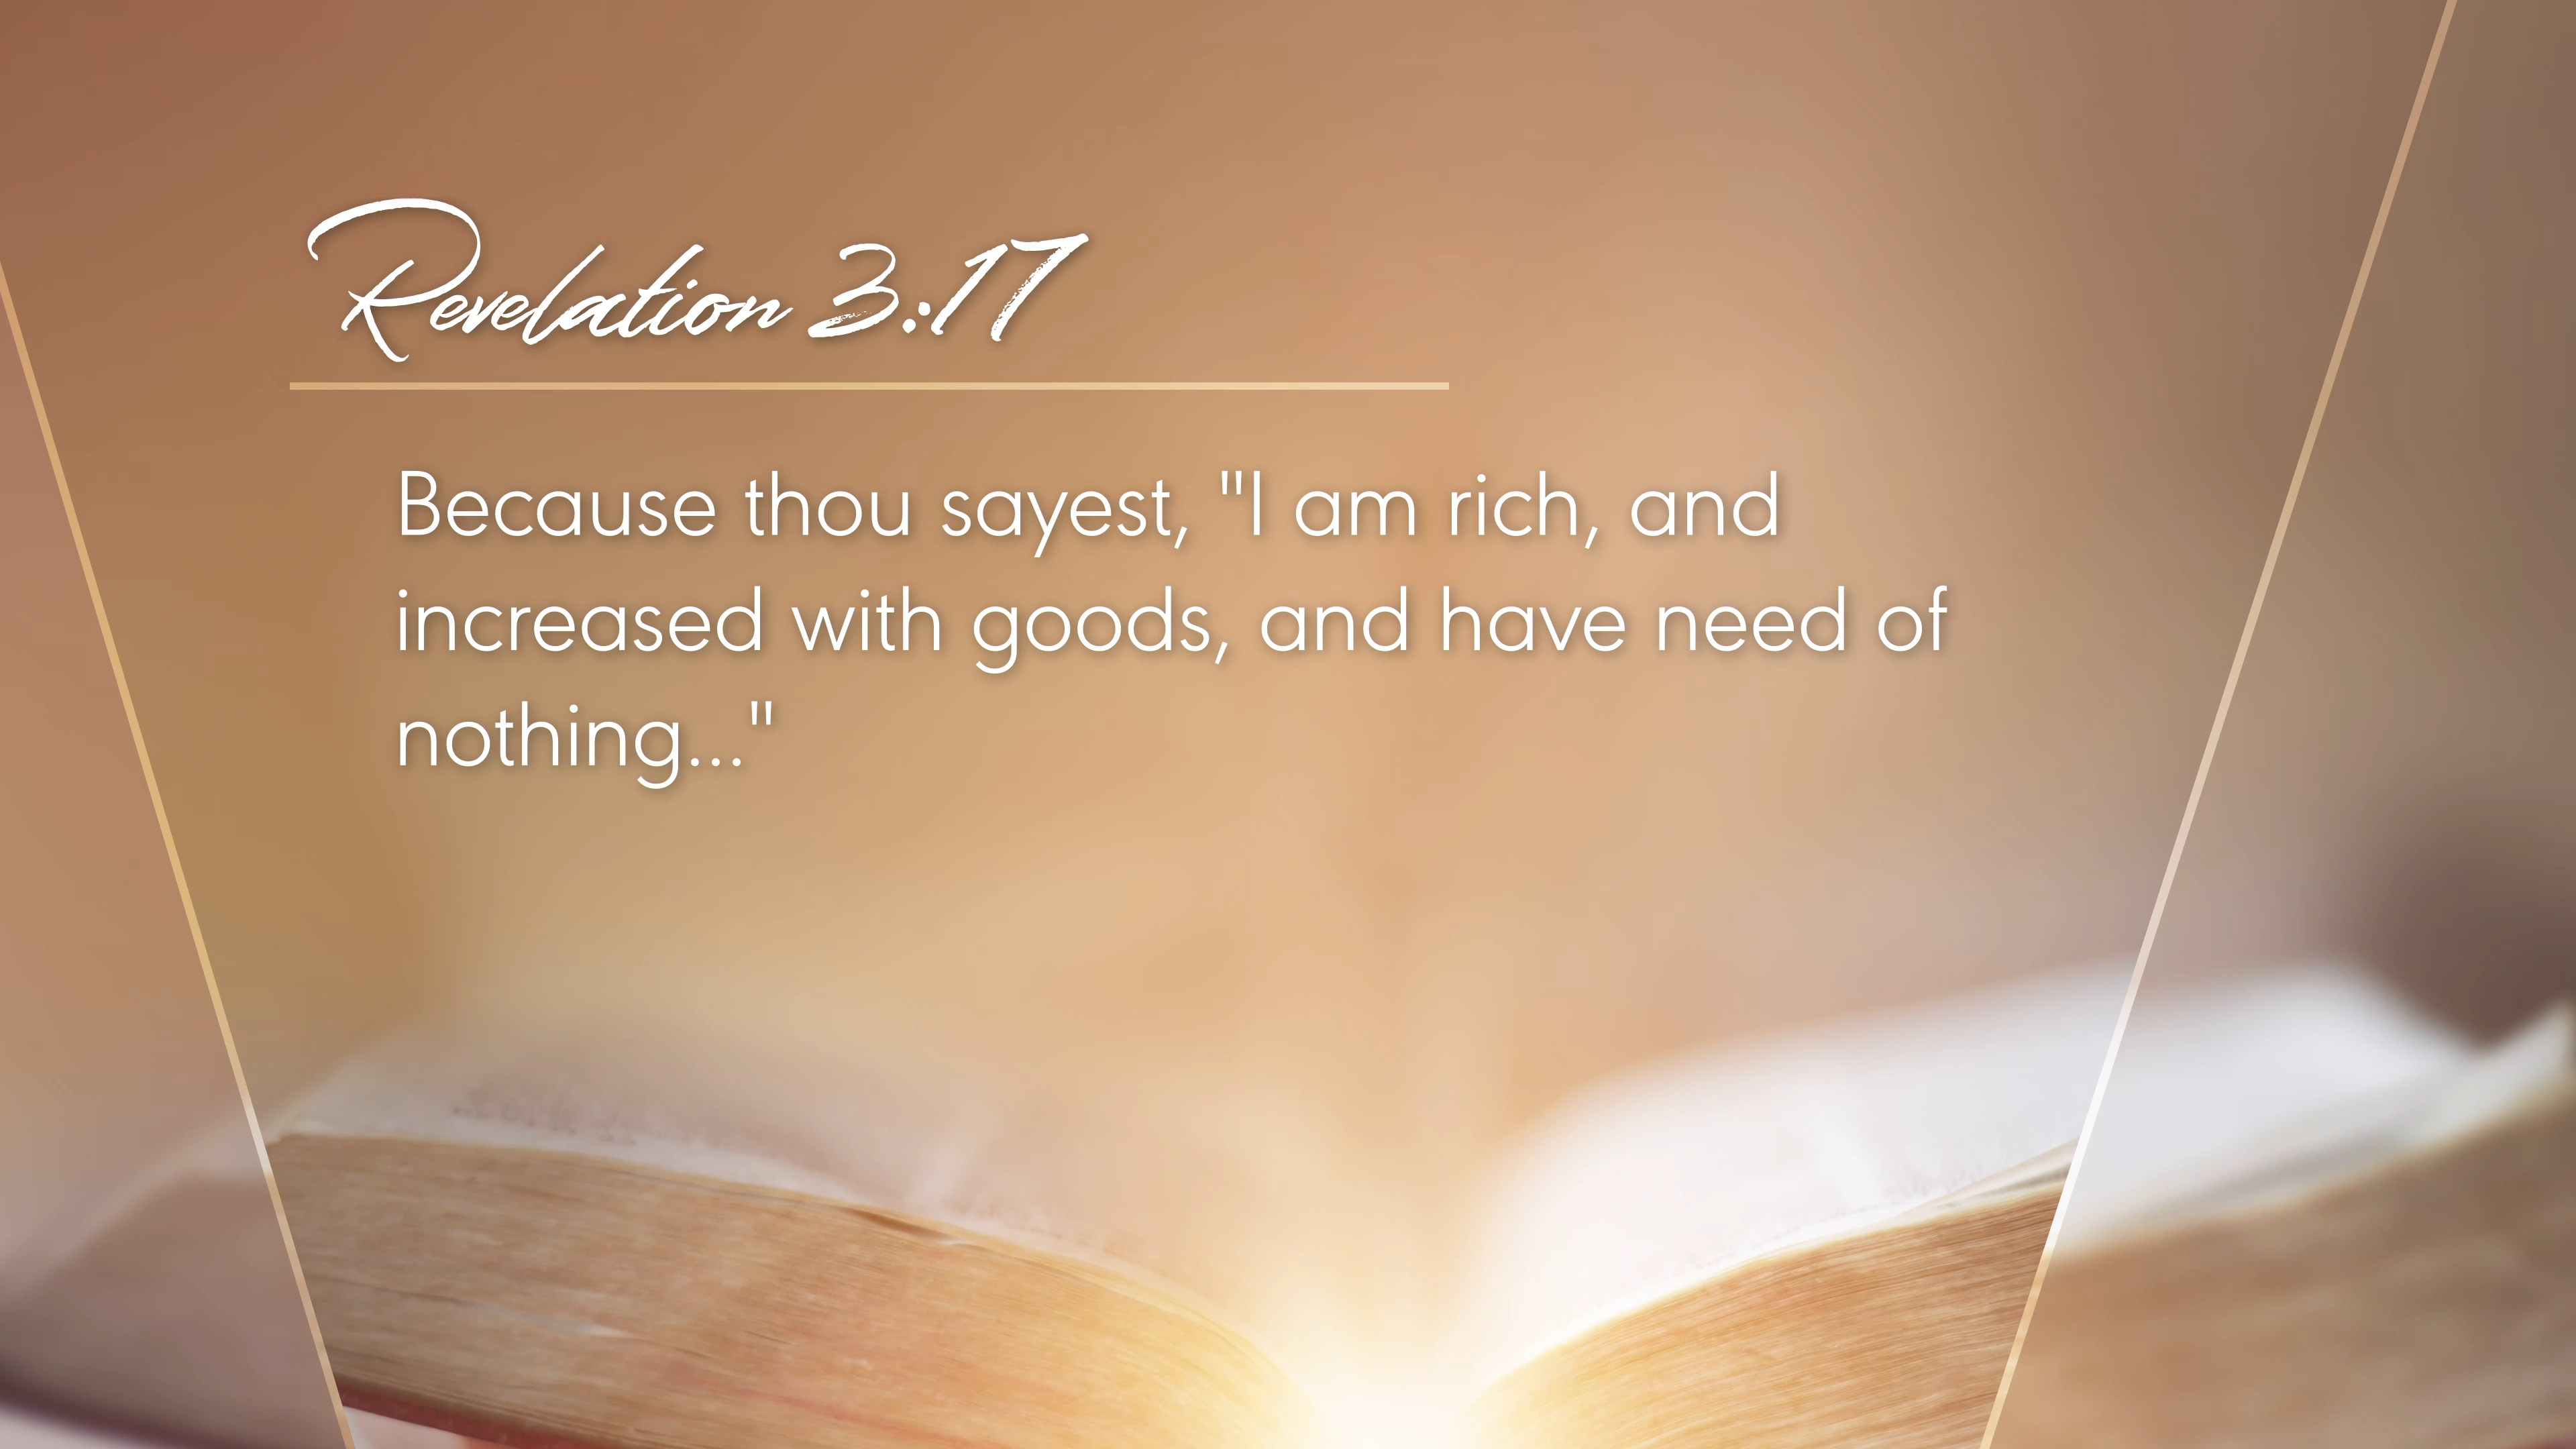 Revelation 3:17
Because thou sayest, "I am rich, and
increased with goods, and have need of
nothing..."